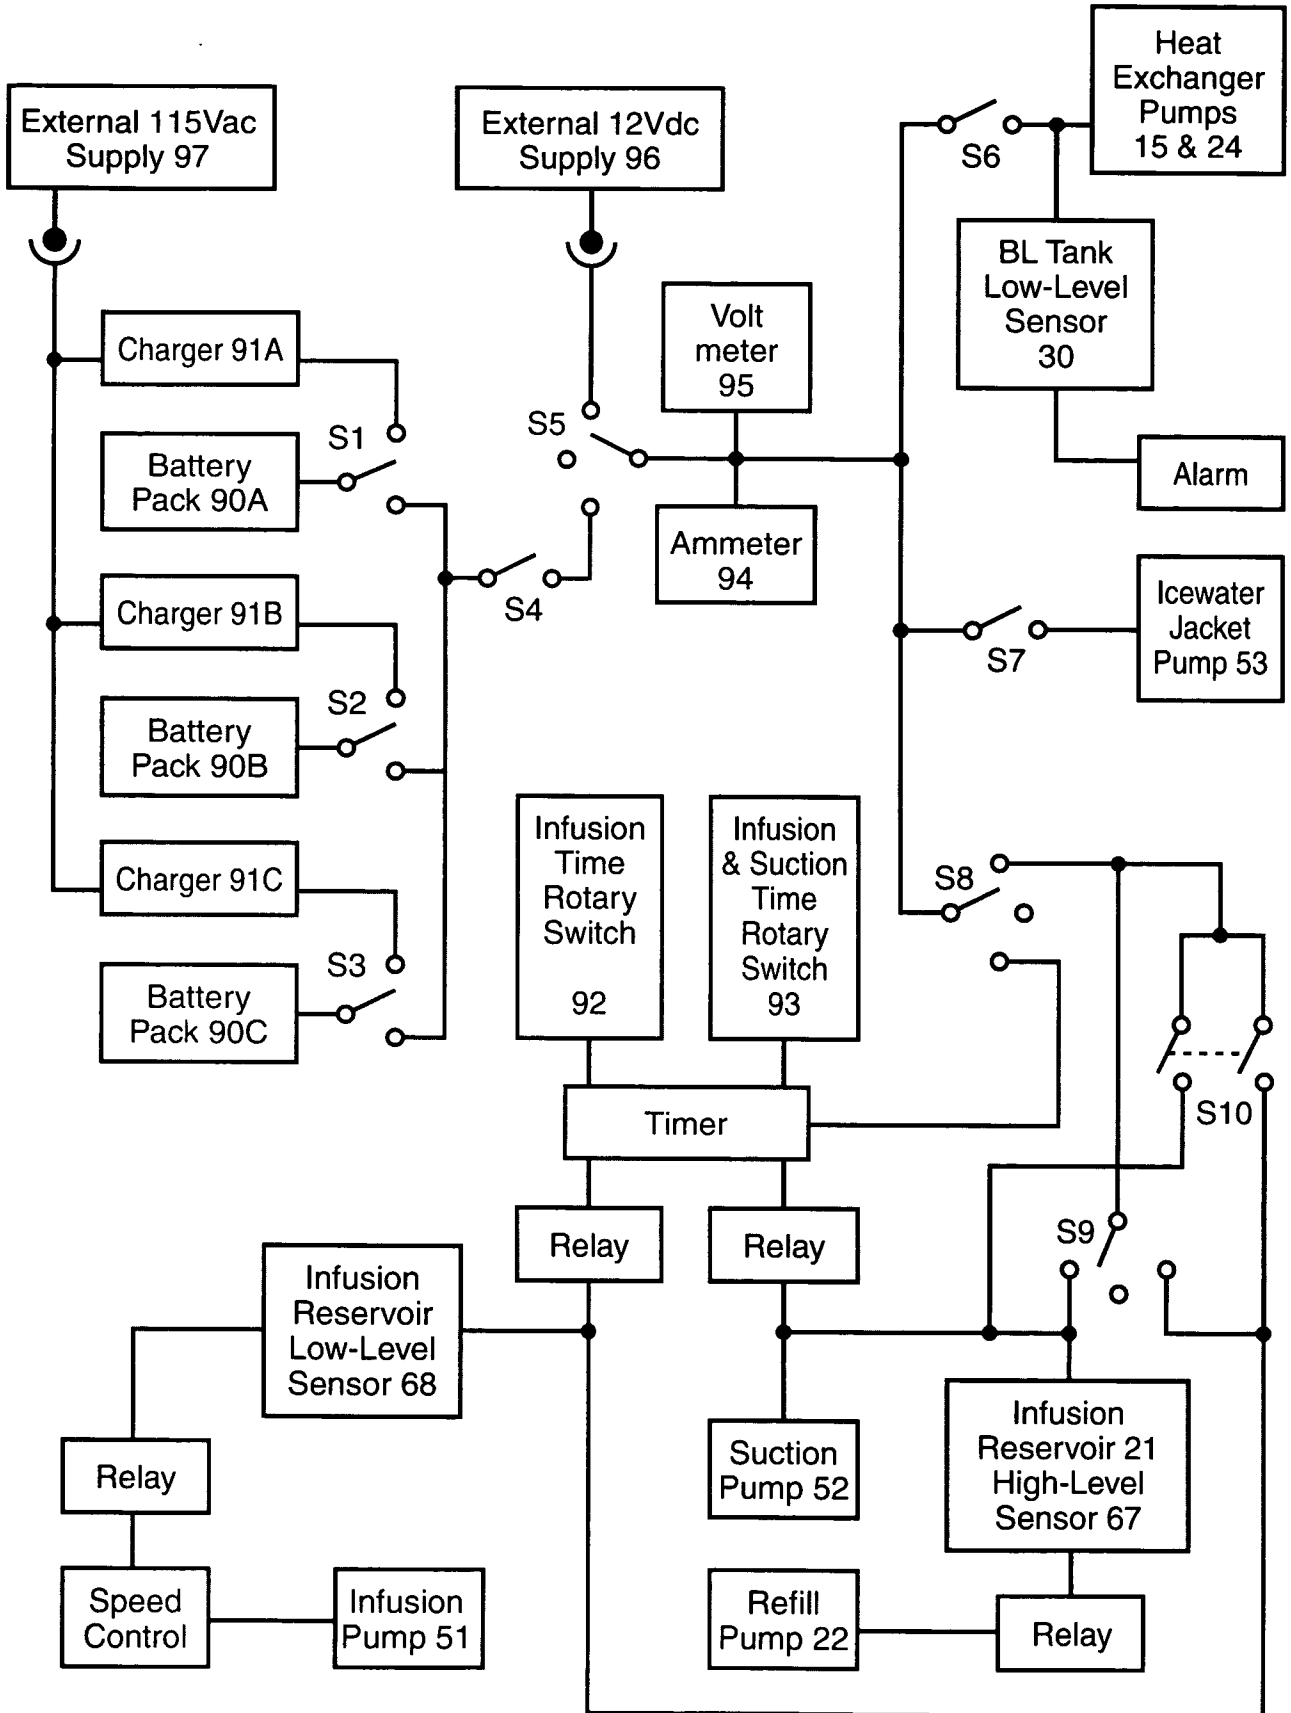 External 115Vac
Supply 97
External 12Vdc
Supply 96
Heat
Exchanger
Pumps
15 & 24
S6
BL Tank
Low-Level
Sensor
30
Volt
meter
95
Charger 91A
S5
S1
Battery
Pack 90A
Alarm
Ammeter
94
S4
Charger 91B
Icewater
Jacket
Pump 53
S7
S2
Battery
Pack 90B
Infusion
Time
Rotary
Switch
92
Infusion
& Suction
Time
Rotary
Switch
93
Charger 91C
S8
S3
Battery
Pack 90C
Timer
S10
Relay
Relay
S9
Infusion
Reservoir
Low-Level
Sensor 68
Infusion
Reservoir 21
High-Level
Sensor 67
Relay
Suction
Pump 52
Speed
Control
Infusion
Pump 51
Refill
Pump 22
Relay